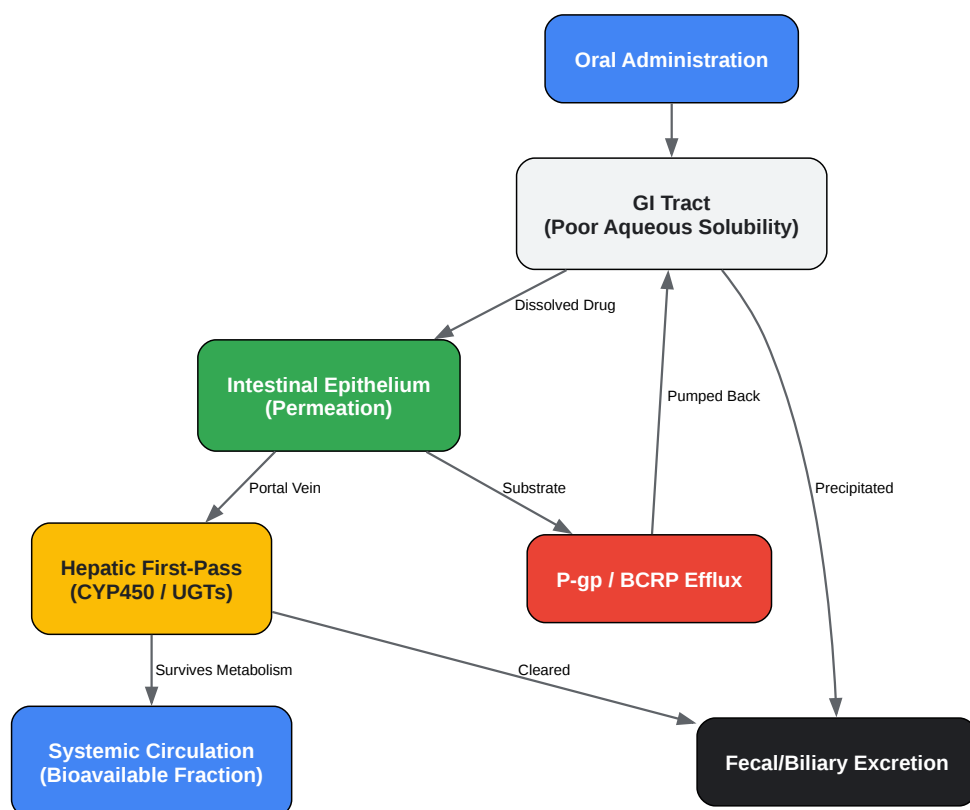 Oral Administration
GI Tract
(Poor Aqueous Solubility)
Dissolved Drug
Intestinal Epithelium
(Permeation)
Pumped Back
Portal Vein
Substrate
Precipitated
Hepatic First-Pass
(CYP450 / UGTs)
P-gp / BCRP Efflux
Survives Metabolism
Cleared
Systemic Circulation
(Bioavailable Fraction)
Fecal/Biliary Excretion